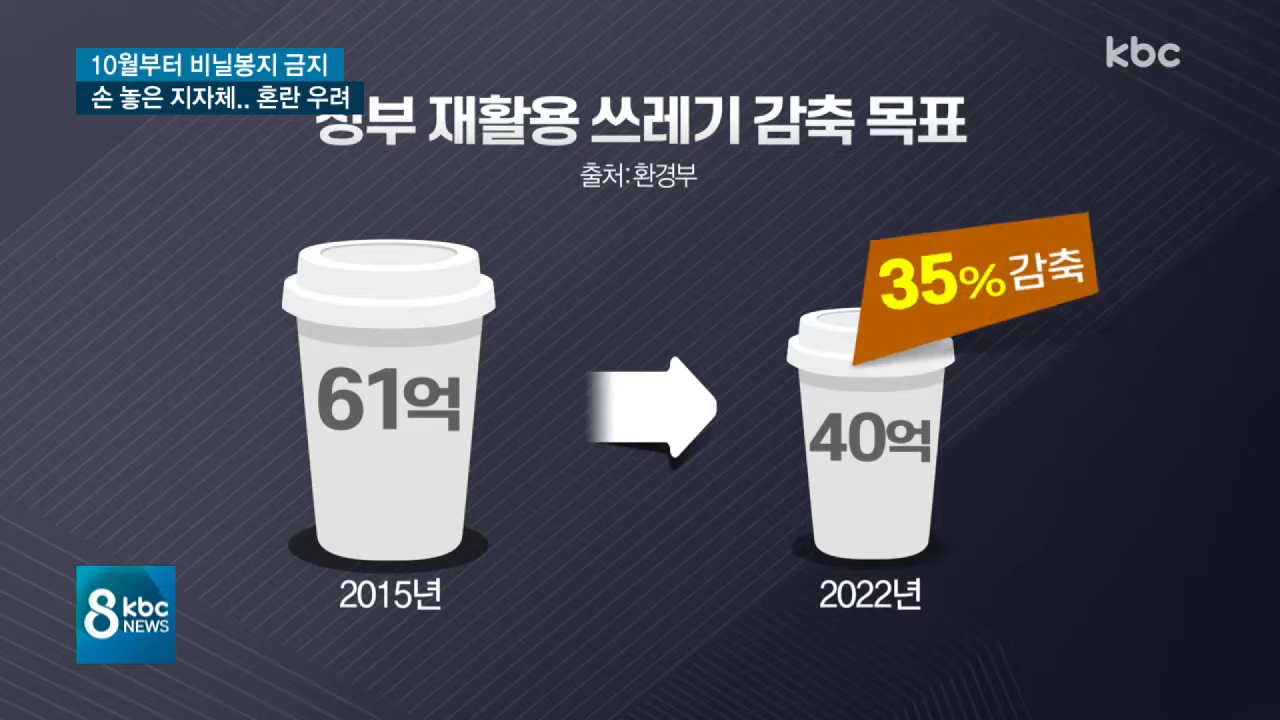 10월부터 비닐봉지 금지
손 놓은 지자체.. 혼란 우려
kbc
정부 재활용 쓰레기 감축 목표
출처:환경부
35% 감축
61억
40억
2015년
2022년
8 kbc
NEWS